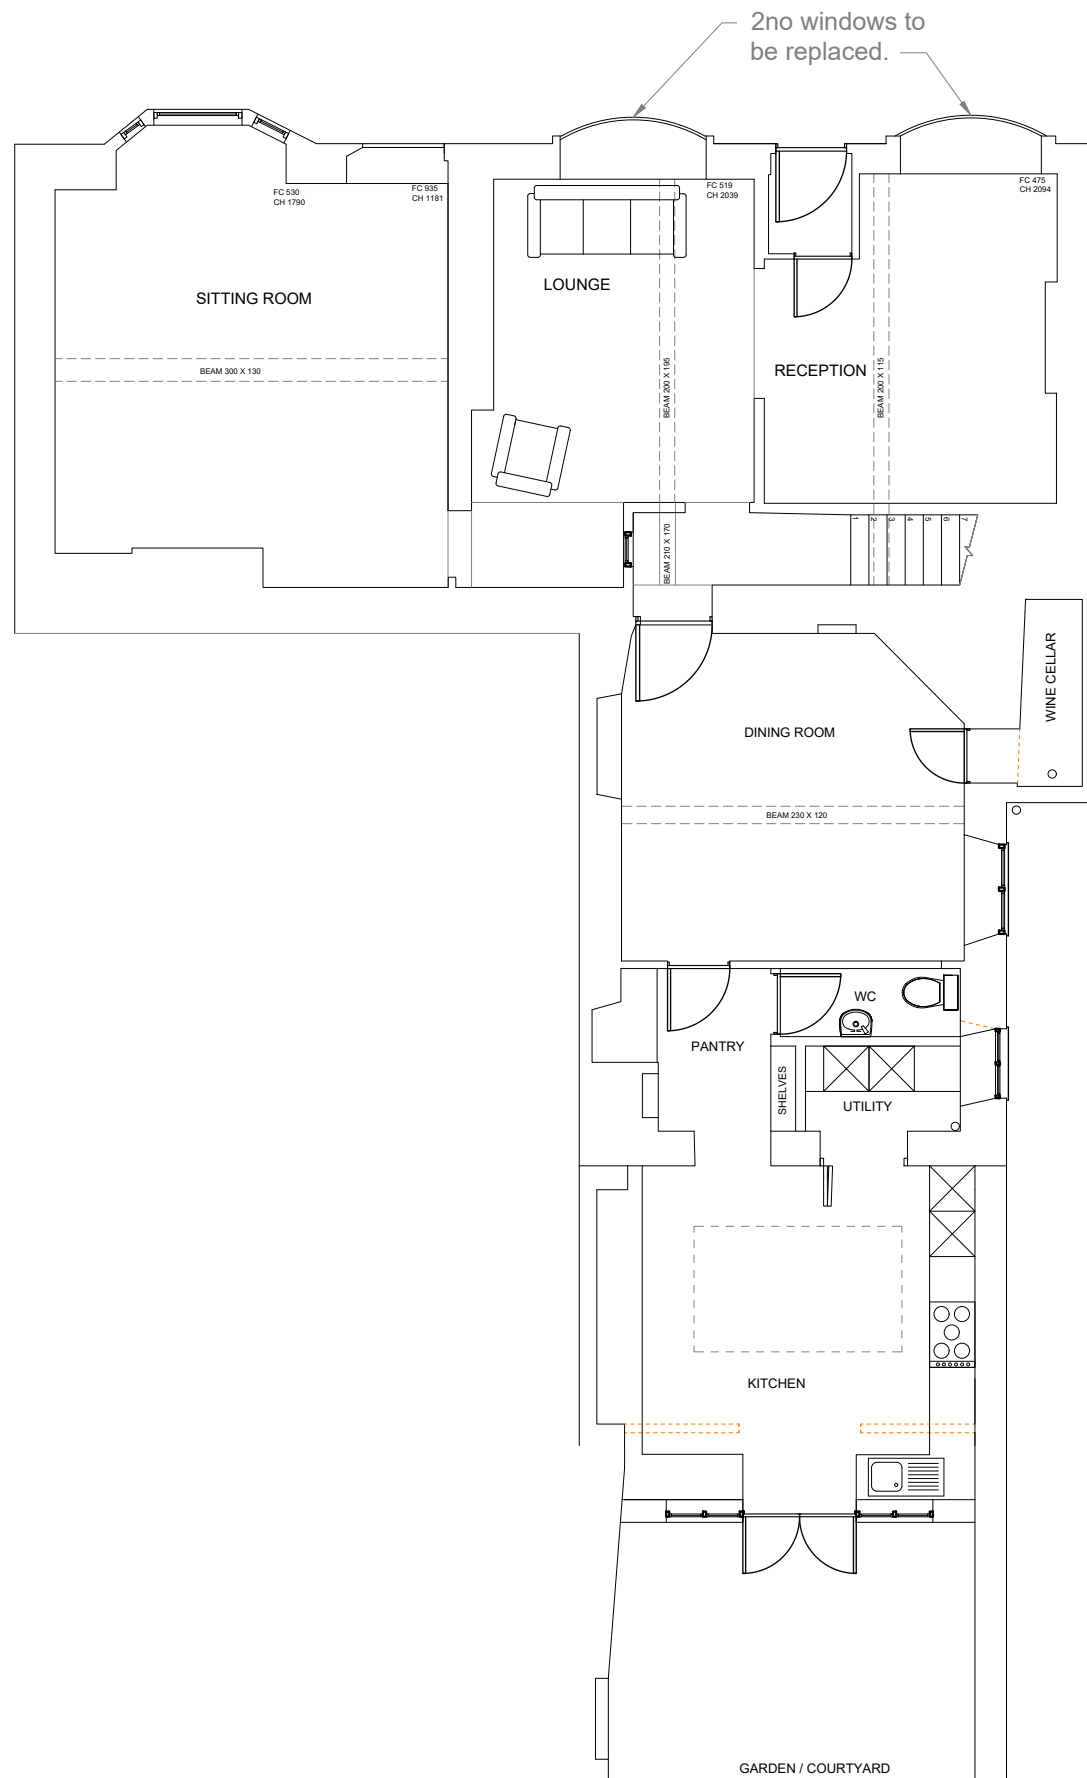 2no windows to
be replaced.
FC 530
CH 1790
FC 935
CH 1181
FC 519
CH 2039
FC 475
CH 2094
SITTING ROOM
LOUNGE
RECEPTION
BEAM 300 X 130
BEAM 200 X 195
BEAM 200 X 115
BEAM 210 X 170
1
2
3
4
5
6
7
WINE CELLAR
DINING ROOM
BEAM 230 X 120
WC
PANTRY
SHELVES
UTILITY
KITCHEN
GARDEN / COURTYARD